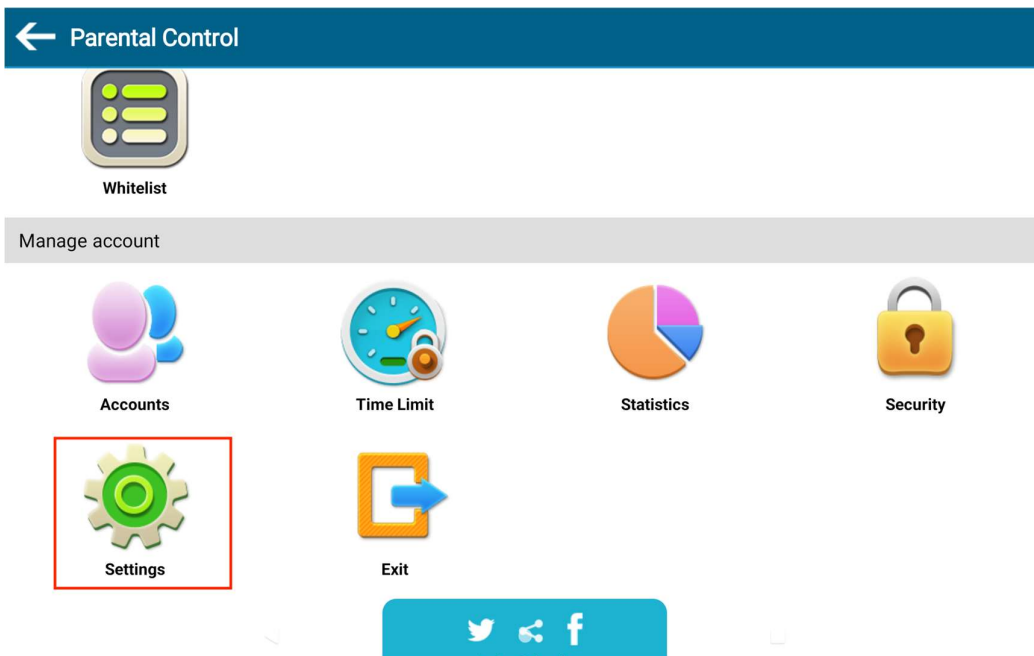 Parental Control
Whitelist
Manage account
Accounts
Time Limit
Statistics
Security
Settings
Exit